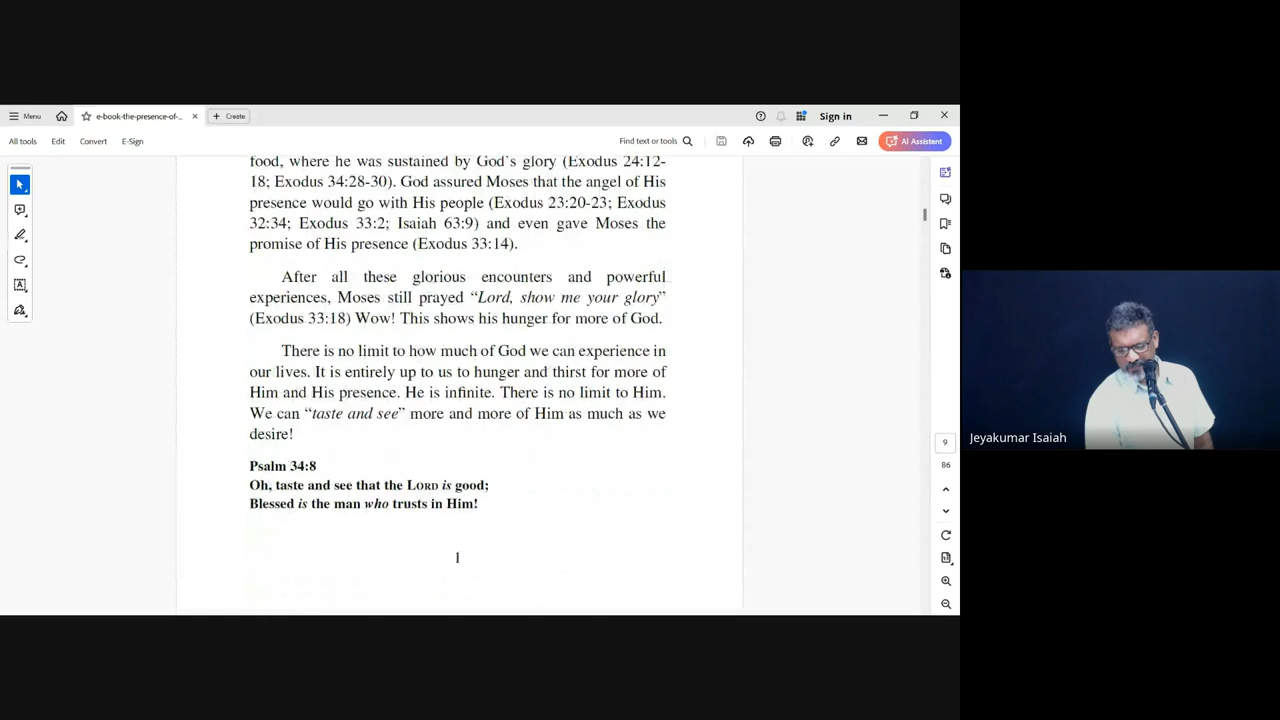 Menu
e-book-the-presence-of-...
Create
Sign in
All tools
Edit
Convert
E-Sign
Find text or tools
AI Assistant
food, where he was sustained by God's glory (Exodus 24:12-
18; Exodus 34:28-30). God assured Moses that the angel of His
presence would go with His people (Exodus 23:20-23; Exodus
32:34; Exodus 33:2; Isaiah 63:9) and even gave Moses the
promise of His presence (Exodus 33:14).
After all these glorious encounters and powerful
experiences, Moses still prayed “Lord, show me your glory”
(Exodus 33:18) Wow! This shows his hunger for more of God.
There is no limit to how much of God we can experience in
our lives. It is entirely up to us to hunger and thirst for more of
Him and His presence. He is infinite. There is no limit to Him.
We can “taste and see” more and more of Him as much as we
desire!
Psalm 34:8
Oh, taste and see that the LORD is good;
Blessed is the man who trusts in Him!
1
9
86
Jeyakumar Isaiah